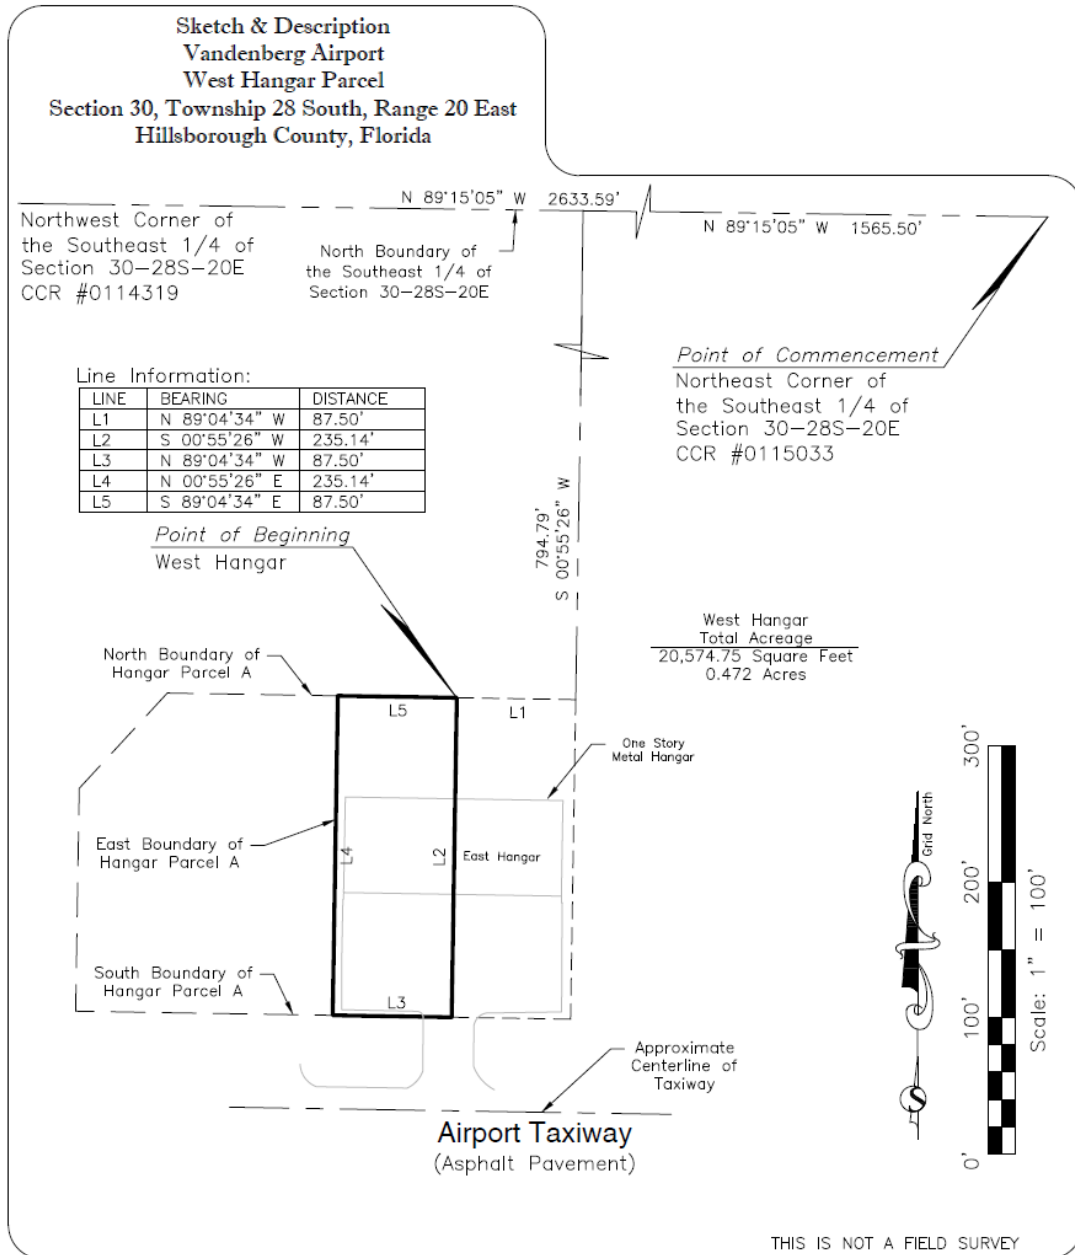 Sketch & Description
Vandenberg Airport
West Hangar Parcel
Section 30, Township 28 South, Range 20 East
Hillsborough County, Florida
N 89°15'05" W 2633.59'
N 89°15'05" W 1565.50'
Northwest Corner of
the Southeast 1/4 of
Section 30-28S-20E
CCR #0114319
North Boundary of
the Southeast 1/4 of
Section 30-28S-20E
Point of Commencement
Northeast Corner of
the Southeast 1/4 of
Section 30-28S-20E
CCR #0115033
Line Information:
LINE BEARING DISTANCE
L1 N 89°04'34" W 87.50'
L2 S 00°55'26" W 235.14'
L3 N 89°04'34" W 87.50'
L4 N 00°55'26" E 235.14'
L5 S 89°04'34" E 87.50'
794.79'
S 00°55'26" W
Point of Beginning
West Hangar
West Hangar
Total Acreage
20,574.75 Square Feet
0.472 Acres
North Boundary of
Hangar Parcel A
L5
L1
One Story
Metal Hangar
East Boundary of
Hangar Parcel A
L4
L2
East Hangar
South Boundary of
Hangar Parcel A
L3
Approximate
Centerline of
Taxiway
Airport Taxiway
(Asphalt Pavement)
Grid North
S
0'
100'
200'
300'
Scale: 1" = 100'
THIS IS NOT A FIELD SURVEY